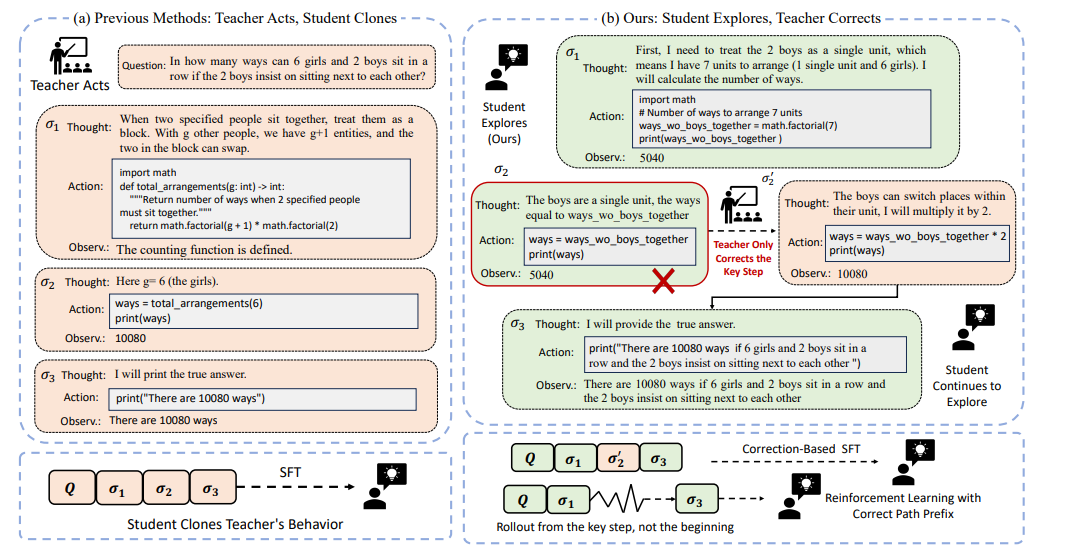 (a) Previous Methods: Teacher Acts, Student Clones
Teacher Acts
Question: In how many ways can 6 girls and 2 boys sit in a
row if the 2 boys insist on sitting next to each other?
σ1 Thought: When two specified people sit together, treat them as a
block. With g other people, we have g+1 entities, and the
two in the block can swap.
Action:
import math
def total_arrangements(g: int) -> int:
"""Return number of ways when 2 specified people
must sit together."""
return math.factorial(g + 1) * math.factorial(2)
Observ.: The counting function is defined.
σ2 Thought: Here g= 6 (the girls).
Action:
ways = total_arrangements(6)
print(ways)
Observ.: 10080
σ3 Thought: I will print the true answer.
Action: print("There are 10080 ways")
Observ.: There are 10080 ways
Q σ1 σ2 σ3
SFT
Student Clones Teacher's Behavior
(b) Ours: Student Explores, Teacher Corrects
Student
Explores
(Ours)
σ1
Thought: First, I need to treat the 2 boys as a single unit, which
means I have 7 units to arrange (1 single unit and 6 girls). I
will calculate the number of ways.
Action:
import math
# Number of ways to arrange 7 units
ways_wo_boys_together = math.factorial(7)
print(ways_wo_boys_together )
Observ.: 5040
σ2
Thought: The boys are a single unit, the ways
equal to ways_wo_boys_together
Action:
ways = ways_wo_boys_together
print(ways)
Observ.: 5040
Teacher Only
Corrects the
Key Step
σ2′
Thought: The boys can switch places within
their unit, I will multiply it by 2.
Action:
ways = ways_wo_boys_together * 2
print(ways)
Observ.: 10080
σ3 Thought: I will provide the true answer.
Action:
print("There are 10080 ways if 6 girls and 2 boys sit in a
row and the 2 boys insist on sitting next to each other ")
Observ.: There are 10080 ways if 6 girls and 2 boys sit in a row and
the 2 boys insist on sitting next to each other
Student
Continues to
Explore
Q σ1 σ2′ σ3
Correction-Based SFT
Q σ1 σ3
Reinforcement Learning with
Correct Path Prefix
Rollout from the key step, not the beginning